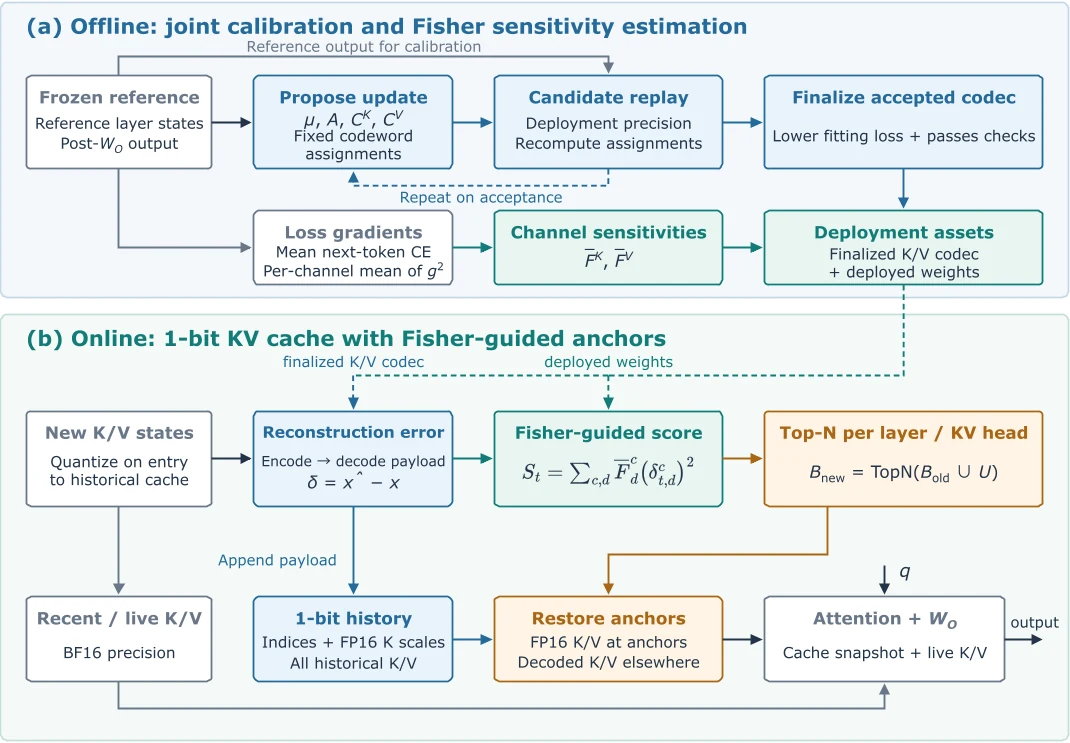 (a) Offline: joint calibration and Fisher sensitivity estimation
Reference output for calibration
Frozen reference
Reference layer states
Post-W_O output
Propose update
μ, A, C^K, C^V
Fixed codeword
assignments
Candidate replay
Deployment precision
Recompute assignments
Finalize accepted codec
Lower fitting loss + passes checks
Repeat on acceptance
Loss gradients
Mean next-token CE
Per-channel mean of g²
Channel sensitivities
F̅^K, F̅^V
Deployment assets
Finalized K/V codec
+ deployed weights
(b) Online: 1-bit KV cache with Fisher-guided anchors
finalized K/V codec
deployed weights
New K/V states
Quantize on entry
to historical cache
Reconstruction error
Encode → decode payload
δ = x̂ − x
Fisher-guided score
S_t = ∑_{c,d} F̅_d^c (δ_{t,d}^c)²
Top-N per layer / KV head
B_new = TopN(B_old ∪ U)
Append payload
q
Recent / live K/V
BF16 precision
1-bit history
Indices + FP16 K scales
All historical K/V
Restore anchors
FP16 K/V at anchors
Decoded K/V elsewhere
Attention + W_O
Cache snapshot + live K/V
output